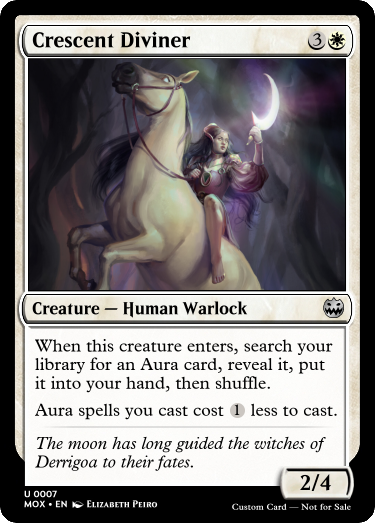 Crescent Diviner 3
Creature — Human Warlock
When this creature enters, search your
library for an Aura card, reveal it, put
it into your hand, then shuffle.
Aura spells you cast cost 1 less to cast.
The moon has long guided the witches of
Derrigoa to their fates.
2/4
U 0007
MOX • EN Elizabeth Peiro
Custom Card — Not for Sale